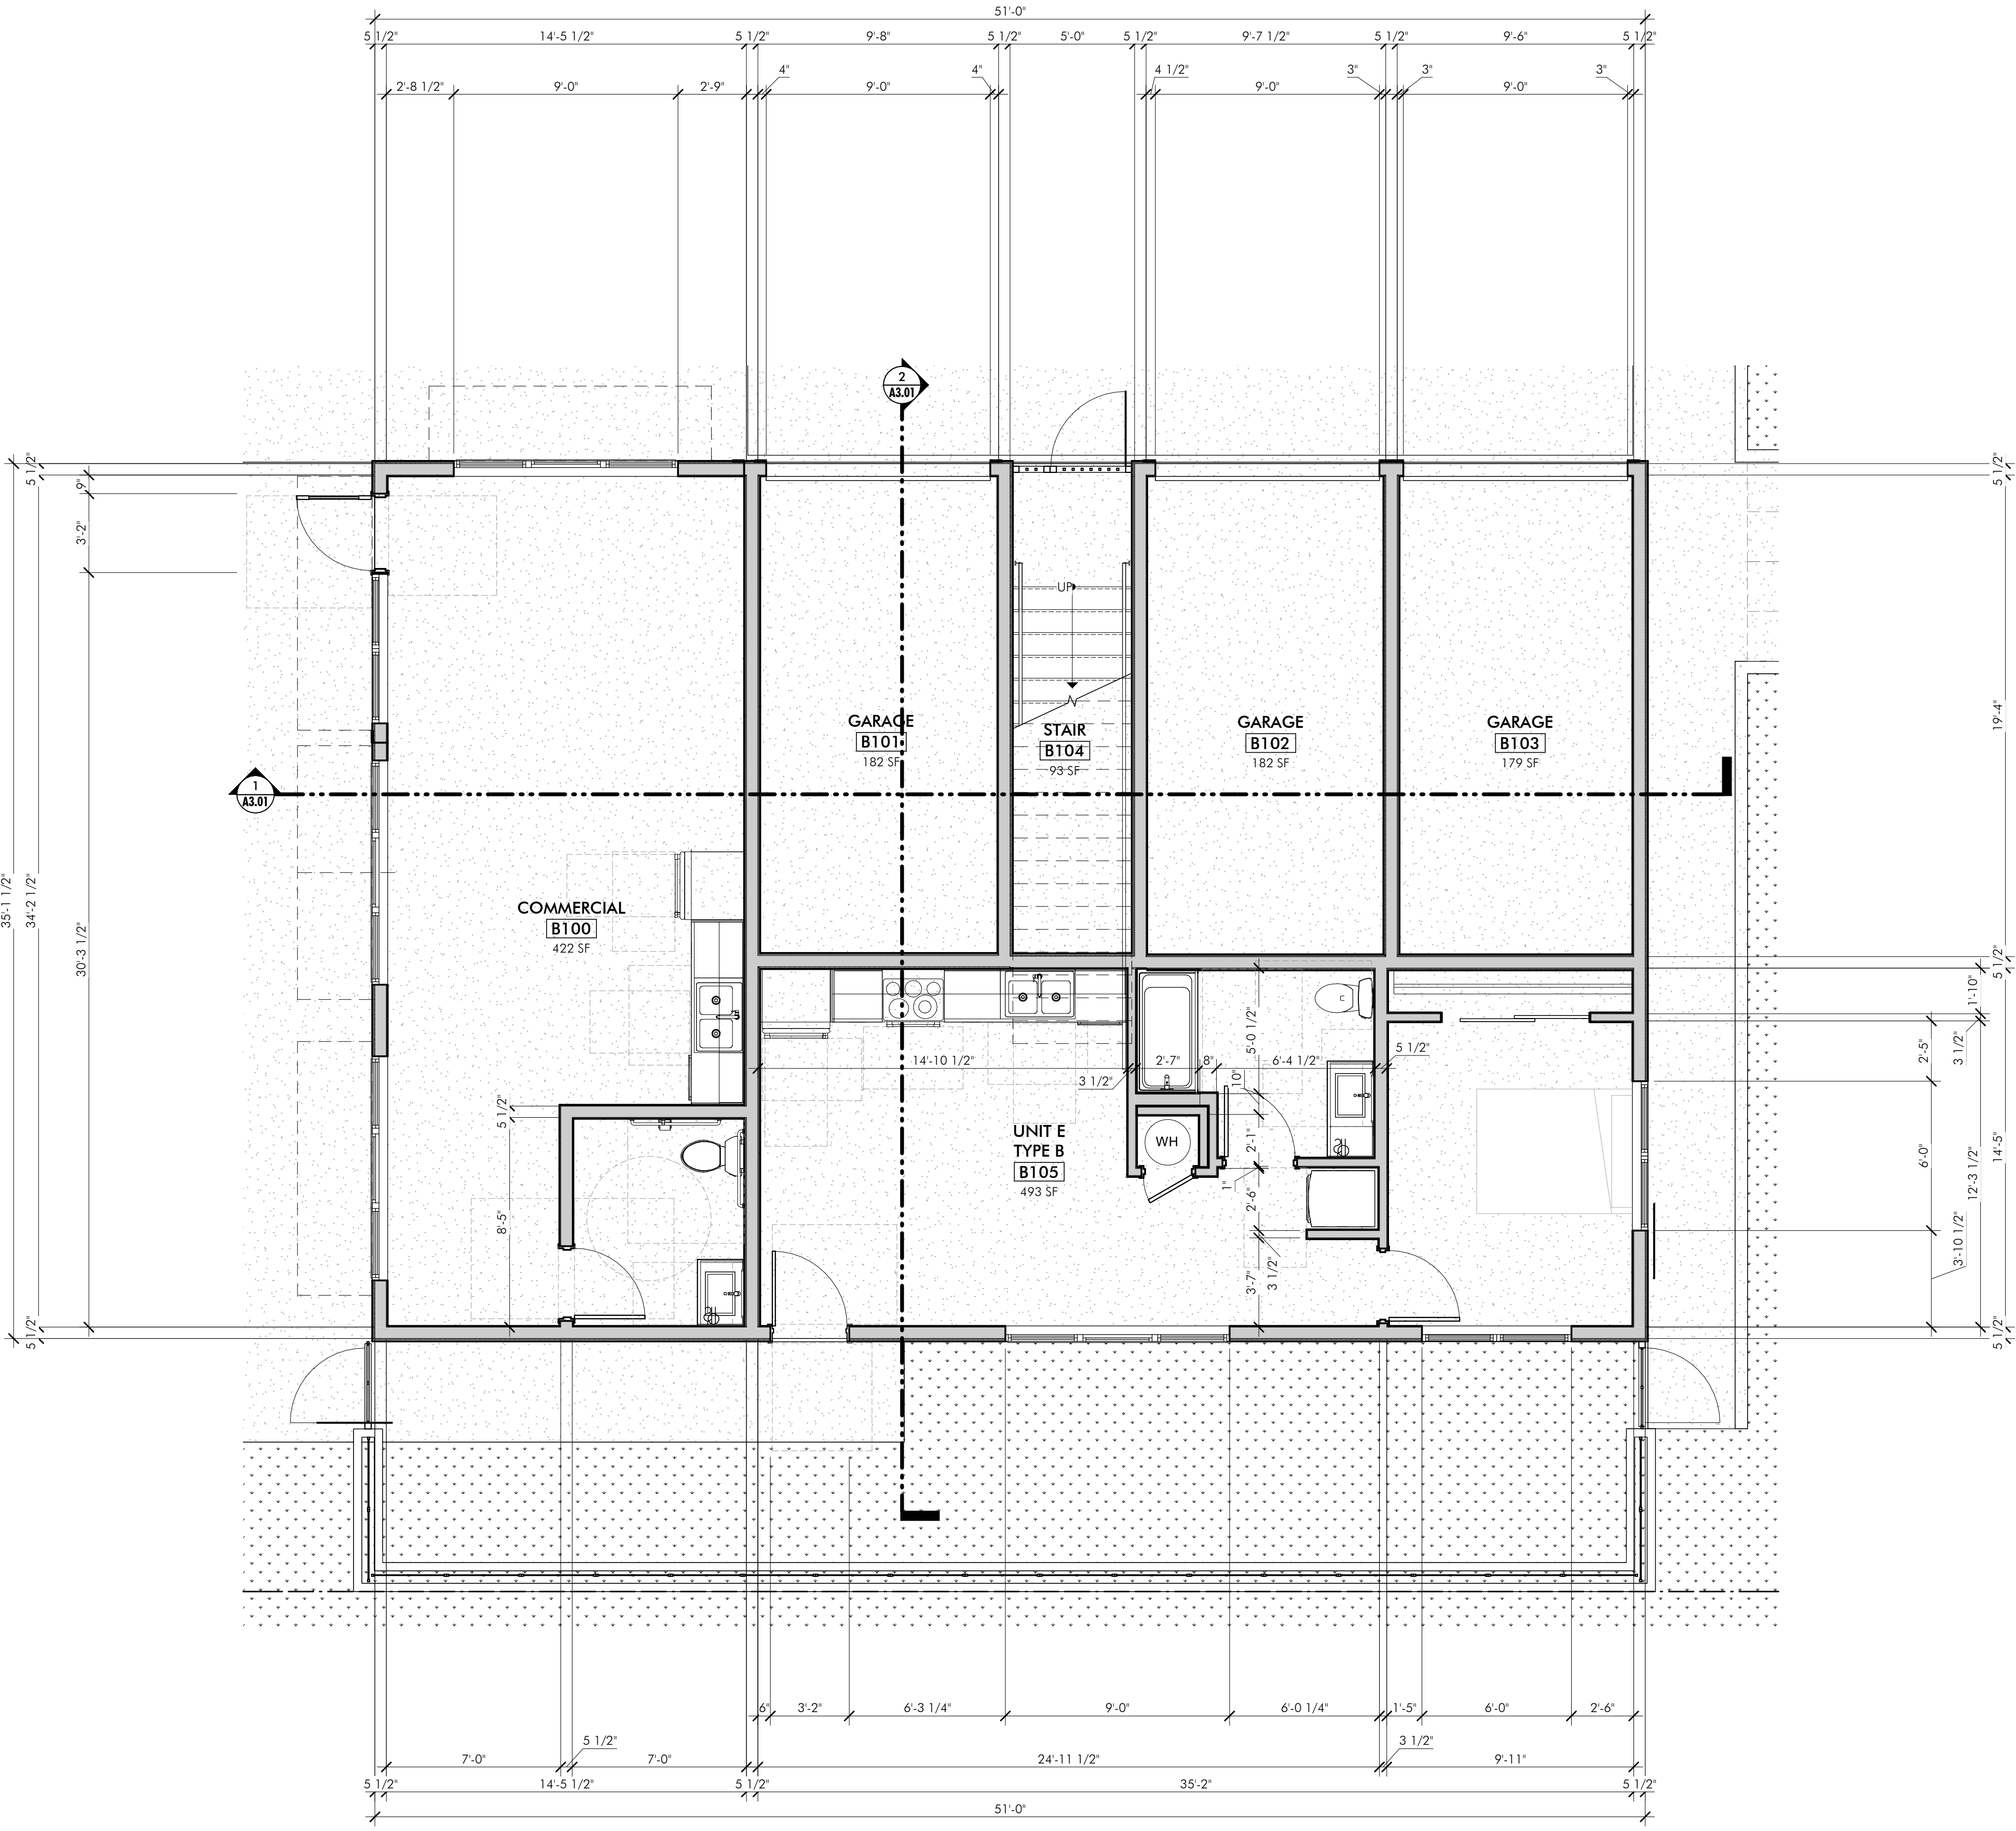 51'-0"
5 1/2" 14'-5 1/2" 5 1/2" 9'-8" 5 1/2" 5'-0" 5 1/2" 9'-7 1/2" 5 1/2" 9'-6" 5 1/2"
4" 4" 4 1/2" 3" 3" 3"
2'-8 1/2" 9'-0" 2'-9" 9'-0" 9'-0" 9'-0"
2
A3.01
5 1/2"
9"
3'-2"
5 1/2"
UP
GARAGE
B101
182 SF
STAIR
B104
93 SF
GARAGE
B102
182 SF
GARAGE
B103
179 SF
19'-4"
1
A3.01
35'-1 1/2"
34'-2 1/2"
30'-3 1/2"
COMMERCIAL
B100
422 SF
5 1/2"
1'-10"
C
5'-0 1/2"
2'-5"
3 1/2"
14'-10 1/2"
3 1/2"
2'-7"
8"
6'-4 1/2"
5 1/2"
10"
5 1/2"
UNIT E
TYPE B
B105
493 SF
WH
2'-1"
1"
2'-6"
6'-0"
12'-3 1/2"
14'-5"
8'-5"
3'-7"
3 1/2"
3'-10 1/2"
5 1/2"
5 1/2"
6" 3'-2" 6'-3 1/4" 9'-0" 6'-0 1/4" 1'-5" 6'-0" 2'-6"
5 1/2" 3 1/2"
7'-0" 7'-0" 24'-11 1/2" 9'-11"
5 1/2" 14'-5 1/2" 5 1/2" 35'-2" 5 1/2"
51'-0"